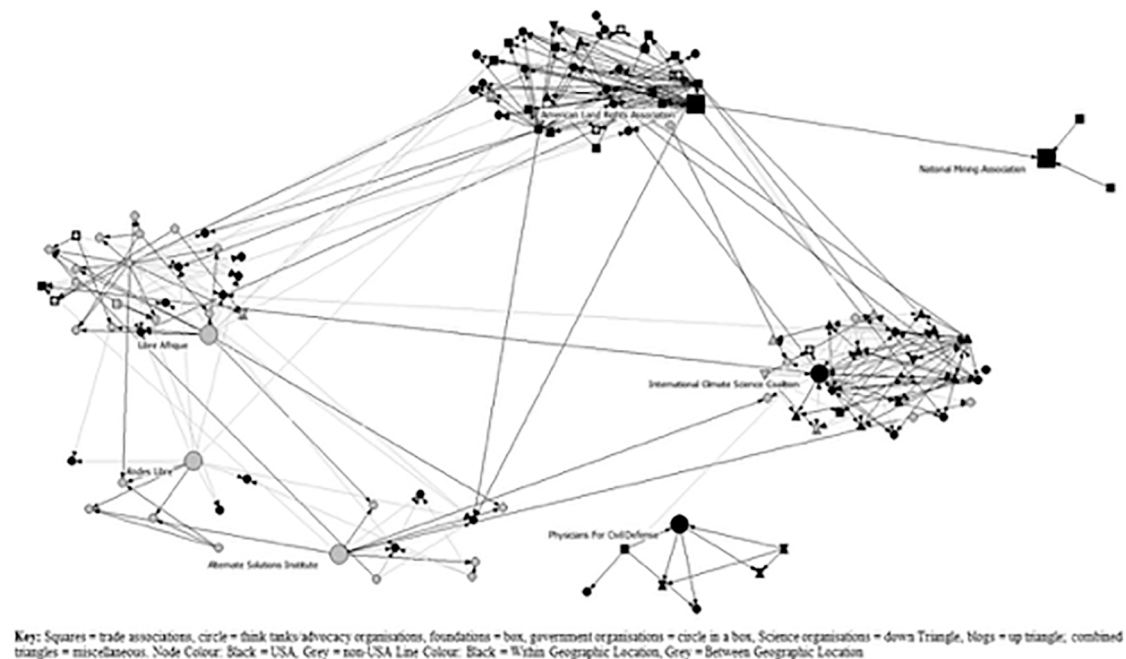 American Land Rights Association
National Mining Association
Libre Afrique
International Climate Science Coalition
Andes Libre
Physicians For Civil Defense
Alternate Solutions Institute
Key: Squares = trade associations, circle = think tanks/advocacy organisations, foundations = box, government organisations = circle in a box, Science organisations = down Triangle, blogs = up triangle; combined
triangles = miscellaneous. Node Colour: Black = USA, Grey = non-USA Line Colour: Black = Within Geographic Location, Grey = Between Geographic Location